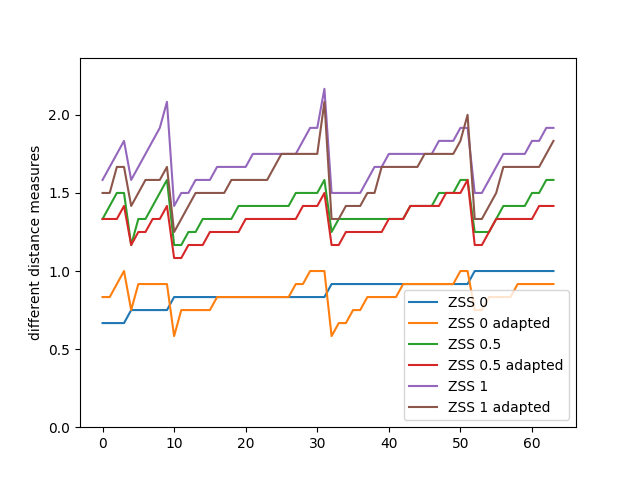 different distance measures
2.0
1.5
1.0
0.5
0.0
0 10 20 30 40 50 60
ZSS 0
ZSS 0 adapted
ZSS 0.5
ZSS 0.5 adapted
ZSS 1
ZSS 1 adapted